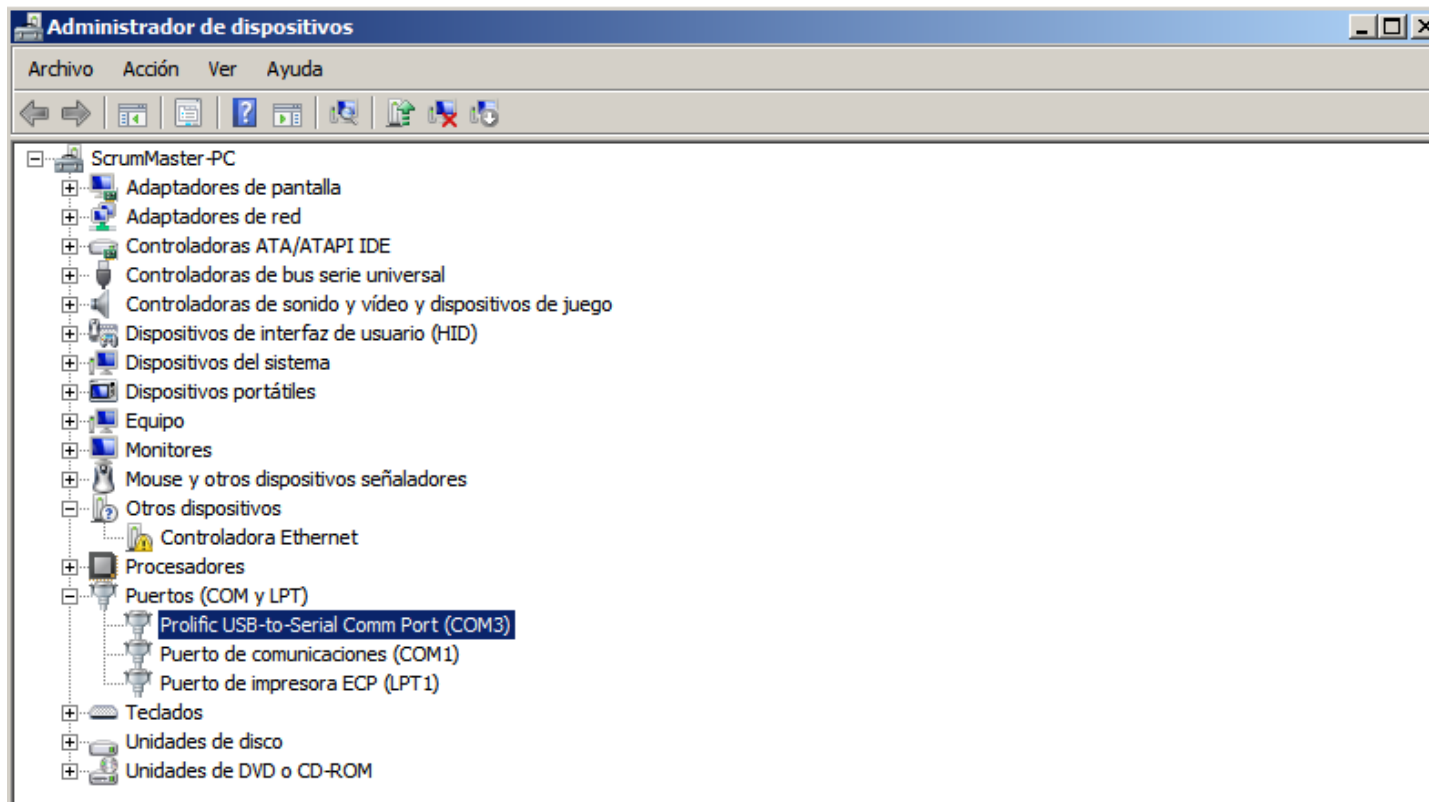 Administrador de dispositivos
Archivo Acción Ver Ayuda
ScrumMaster-PC
Adaptadores de pantalla
Adaptadores de red
Controladoras ATA/ATAPI IDE
Controladoras de bus serie universal
Controladoras de sonido y vídeo y dispositivos de juego
Dispositivos de interfaz de usuario (HID)
Dispositivos del sistema
Dispositivos portátiles
Equipo
Monitores
Mouse y otros dispositivos señaladores
Otros dispositivos
Controladora Ethernet
Procesadores
Puertos (COM y LPT)
Prolific USB-to-Serial Comm Port (COM3)
Puerto de comunicaciones (COM1)
Puerto de impresora ECP (LPT1)
Teclados
Unidades de disco
Unidades de DVD o CD-ROM